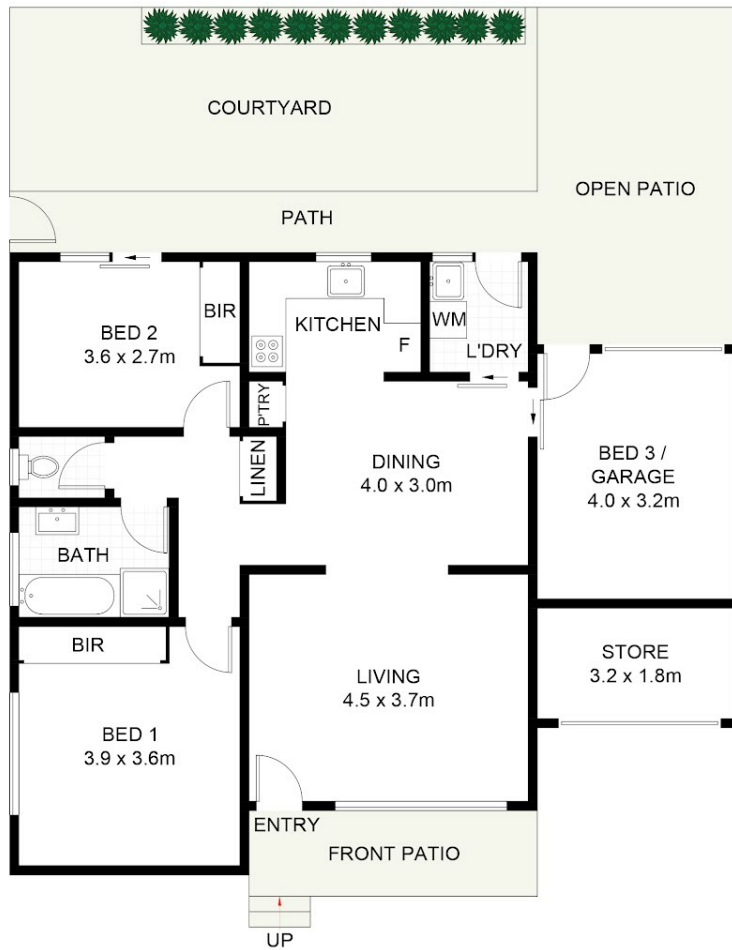 COURTYARD
OPEN PATIO
PATH
BED 2
3.6 x 2.7m
BIR
KITCHEN
F
WM
L'DRY
P'TRY
LINEN
DINING
4.0 x 3.0m
BED 3 /
GARAGE
4.0 x 3.2m
BATH
BIR
BED 1
3.9 x 3.6m
LIVING
4.5 x 3.7m
STORE
3.2 x 1.8m
ENTRY
FRONT PATIO
UP